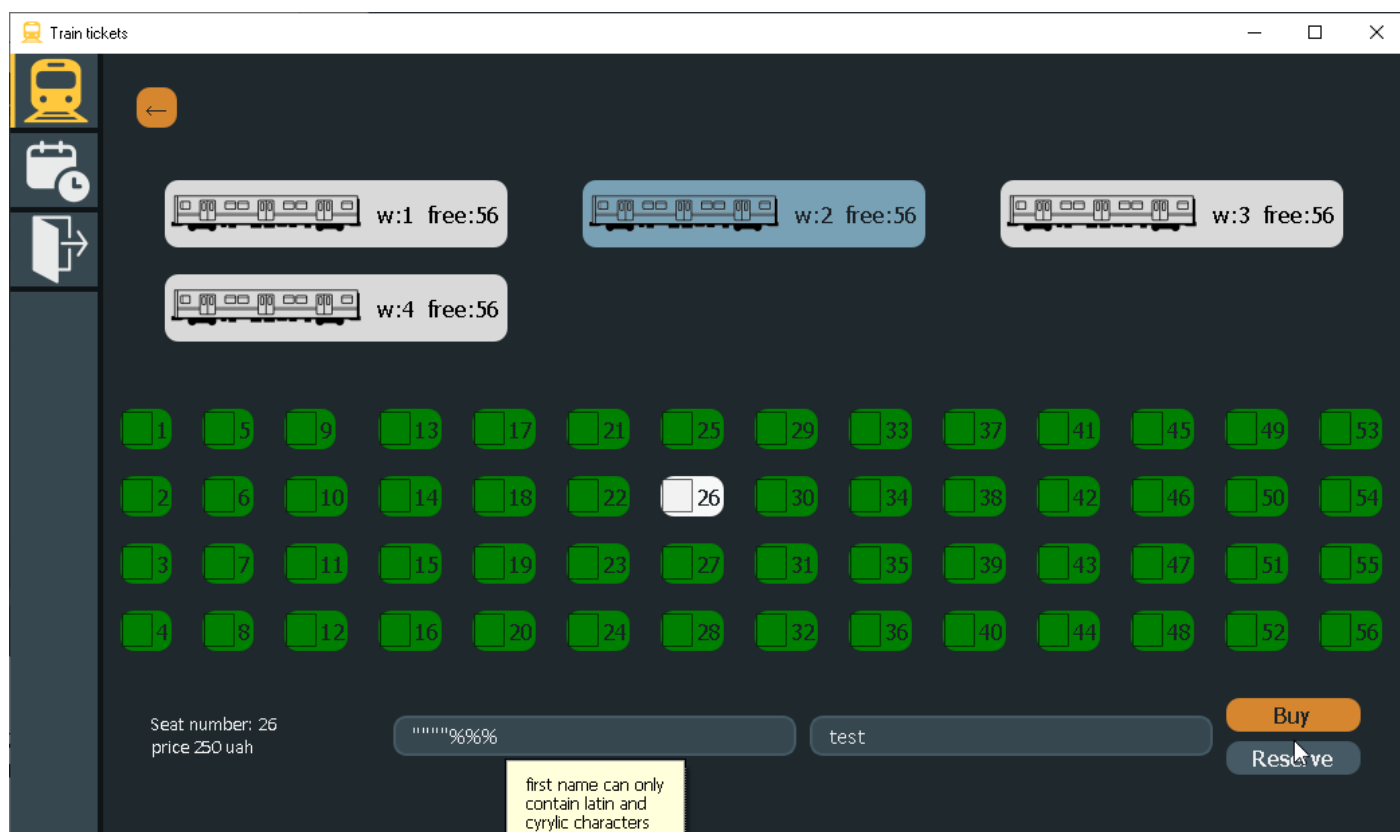 Train tickets
←
w:1 free:56
w:2 free:56
w:3 free:56
w:4 free:56
1 5 9 13 17 21 25 29 33 37 41 45 49 53
2 6 10 14 18 22 26 30 34 38 42 46 50 54
3 7 11 15 19 23 27 31 35 39 43 47 51 55
4 8 12 16 20 24 28 32 36 40 44 48 52 56
Seat number: 26
price 250 uah
""""%%%
test
Buy
Reserve
first name can only
contain latin and
cyrylic characters